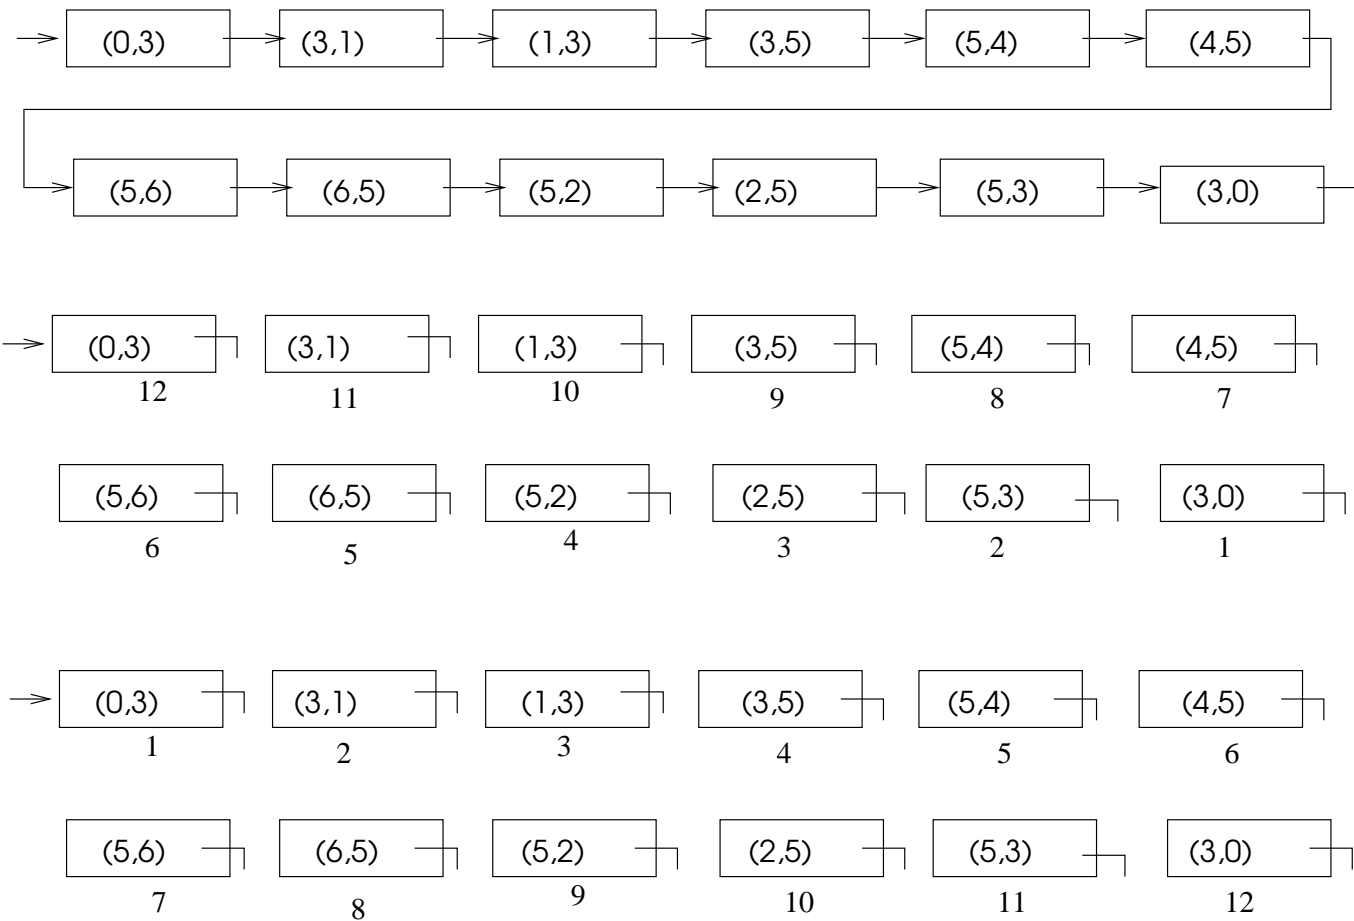 (0,3) (3,1) (1,3) (3,5) (5,4) (4,5)
(5,6) (6,5) (5,2) (2,5) (5,3) (3,0)
(0,3) (3,1) (1,3) (3,5) (5,4) (4,5)
12 11 10 9 8 7
(5,6) (6,5) (5,2) (2,5) (5,3) (3,0)
6 5 4 3 2 1
(0,3) (3,1) (1,3) (3,5) (5,4) (4,5)
1 2 3 4 5 6
(5,6) (6,5) (5,2) (2,5) (5,3) (3,0)
7 8 9 10 11 12